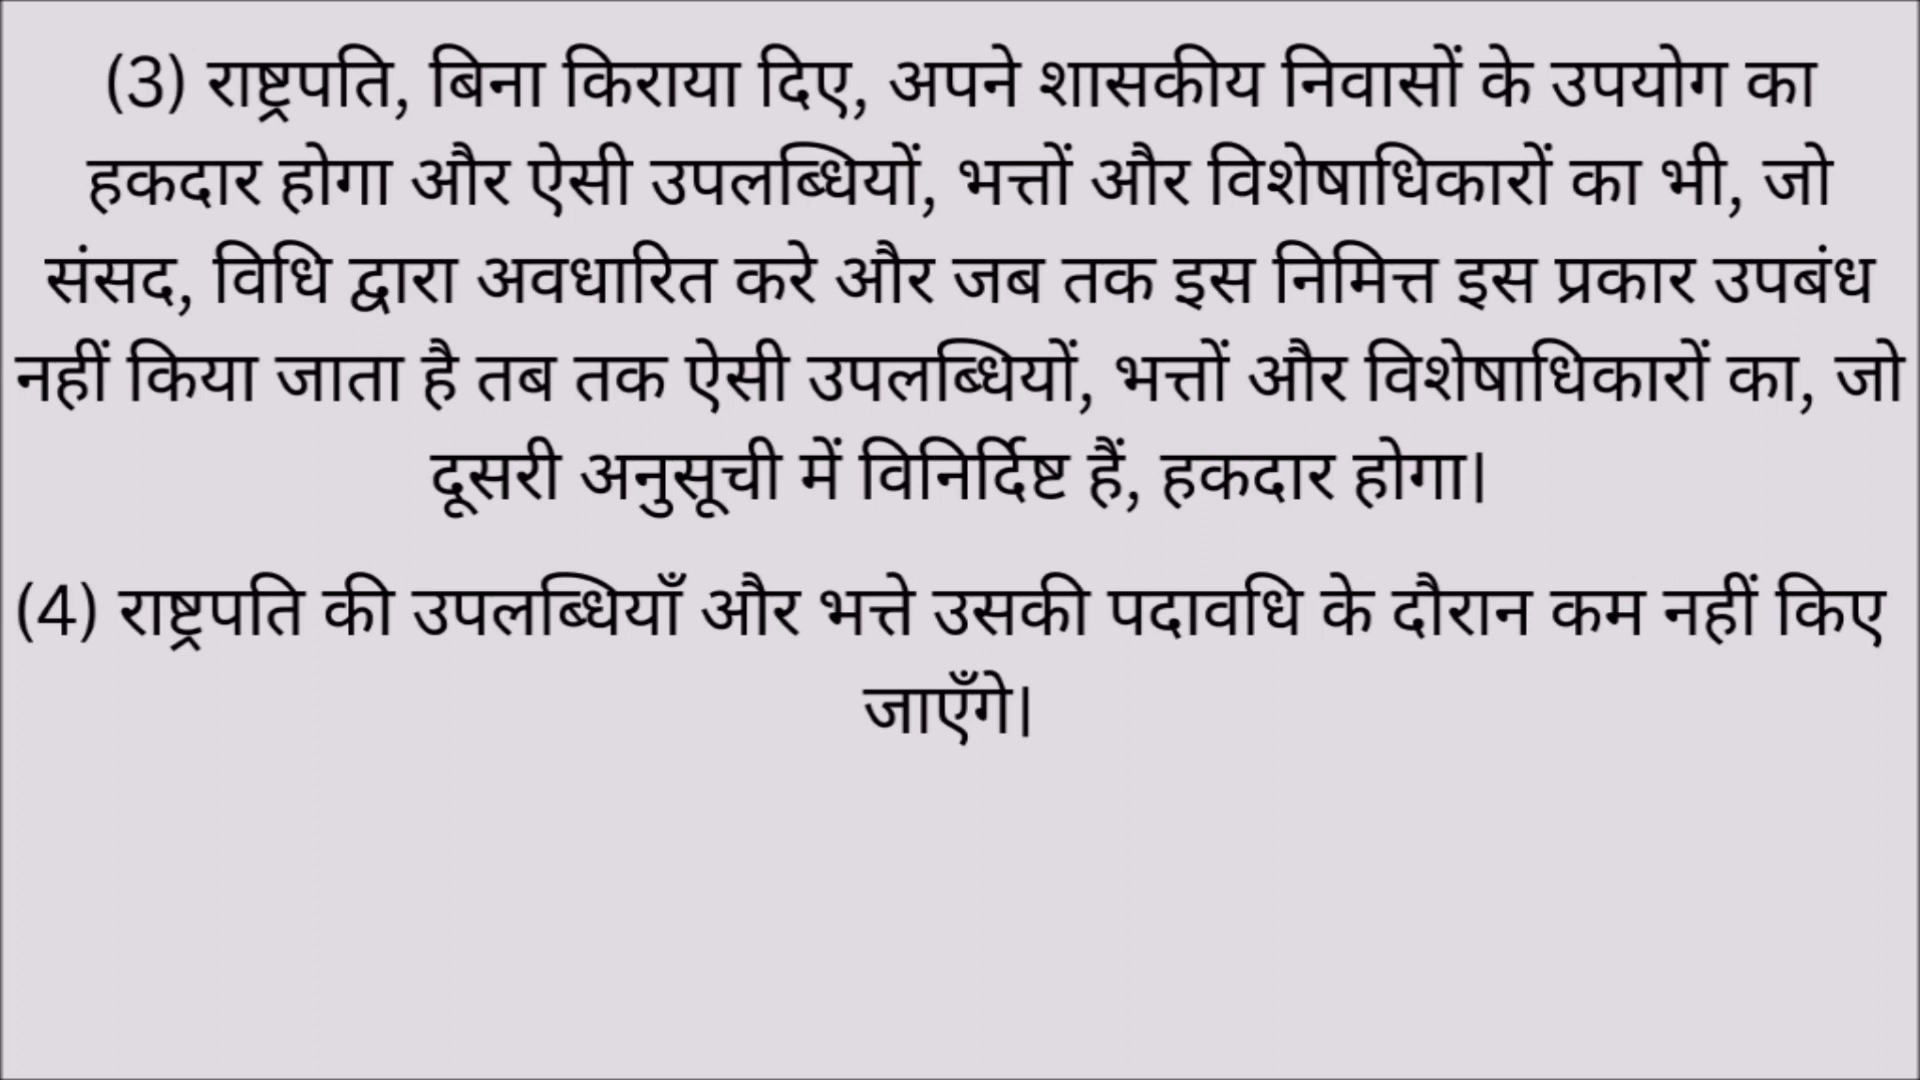 (3) राष्ट्रपति, बिना किराया दिए, अपने शासकीय निवासों के उपयोग का
हकदार होगा और ऐसी उपलब्धियों, भत्तों और विशेषाधिकारों का भी, जो
संसद, विधि द्वारा अवधारित करे और जब तक इस निमित्त इस प्रकार उपबंध
नहीं किया जाता है तब तक ऐसी उपलब्धियों, भत्तों और विशेषाधिकारों का, जो
दूसरी अनुसूची में विनिर्दिष्ट हैं, हकदार होगा।
(4) राष्ट्रपति की उपलब्धियाँ और भत्ते उसकी पदावधि के दौरान कम नहीं किए
जाएँगे।